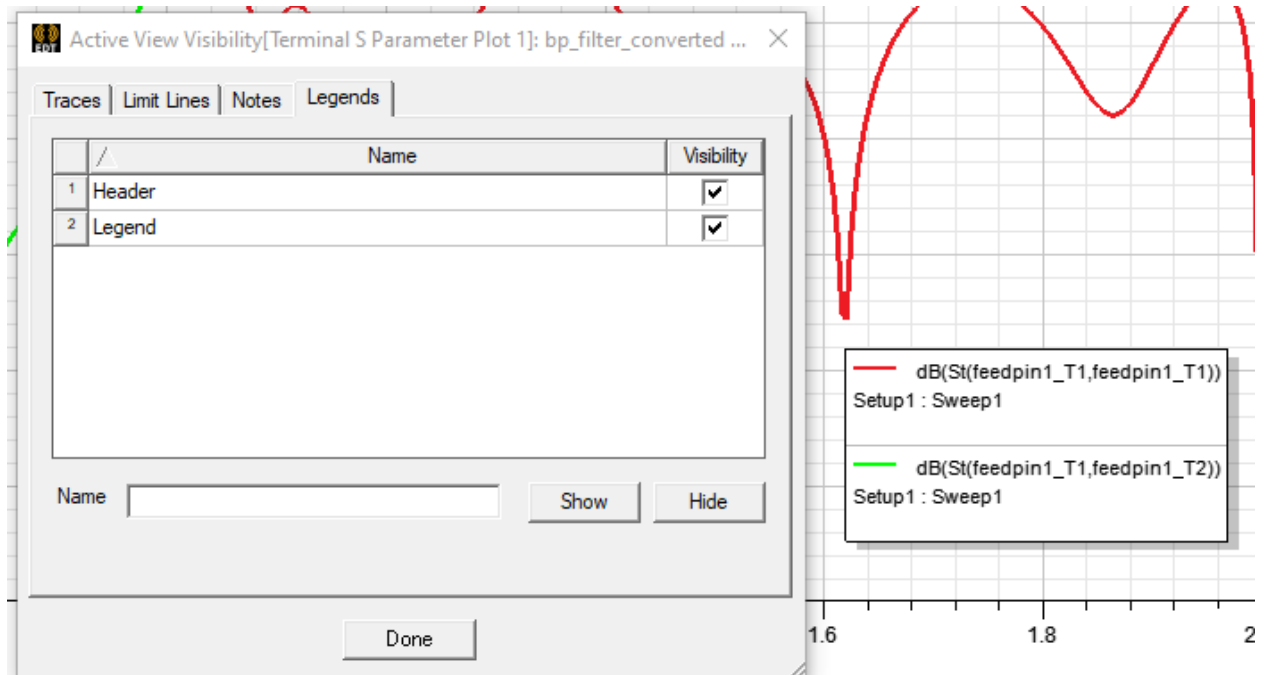 EDT
Active View Visibility[Terminal S Parameter Plot 1]: bp_filter_converted ...
Traces Limit Lines Notes Legends
Name Visibility
1 Header
2 Legend
Name Show Hide
Done
dB(St(feedpin1_T1,feedpin1_T1))
Setup1 : Sweep1
dB(St(feedpin1_T1,feedpin1_T2))
Setup1 : Sweep1
1.6 1.8 2